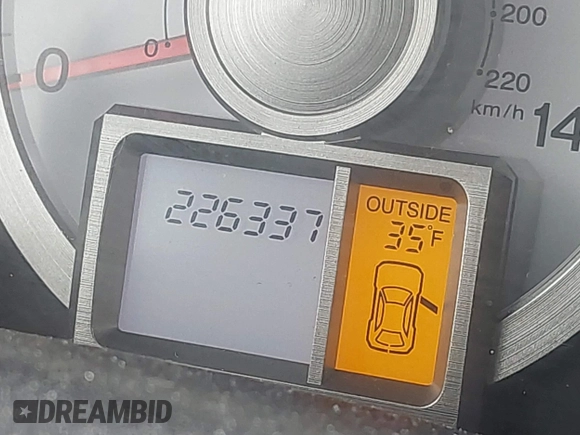 200
0
0
220
km/h
14
226337
OUTSIDE
35°F
DREAMBID